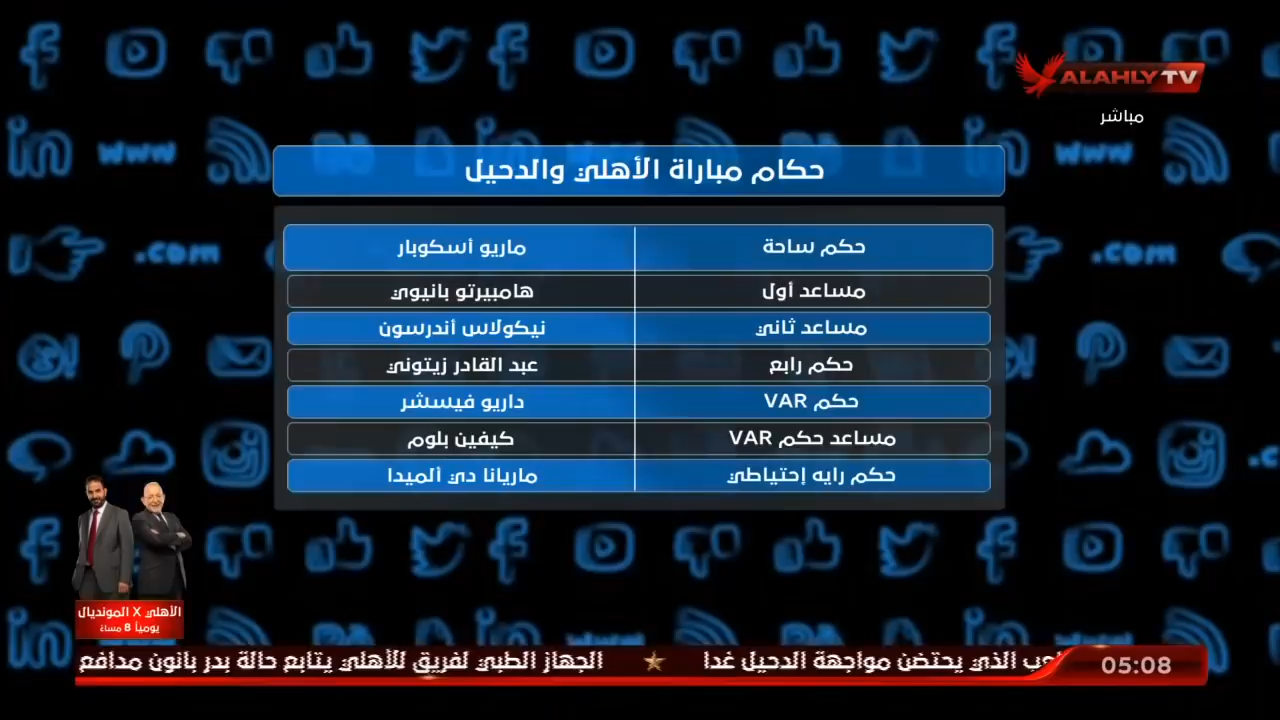 ALAHLY TV
مباشر
حكام مباراة الأهلي والدحيل
حكم ساحة ماريو أسكوبار
مساعد أول هامبيرتو بانيوي
مساعد ثاني نيكولاس أندرسون
حكم رابع عبد القادر زيتوني
حكم VAR داريو فيسشر
مساعد حكم VAR كيفين بلوم
حكم رايه إحتياطي ماريانا دي ألميدا
الأهلي X المونديال
يومياً 8 مساءً
الذي يحتضن مواجهة الدحيل غدا ★ الجهاز الطبي لفريق للأهلي يتابع حالة بدر بانون مدافع
05:08